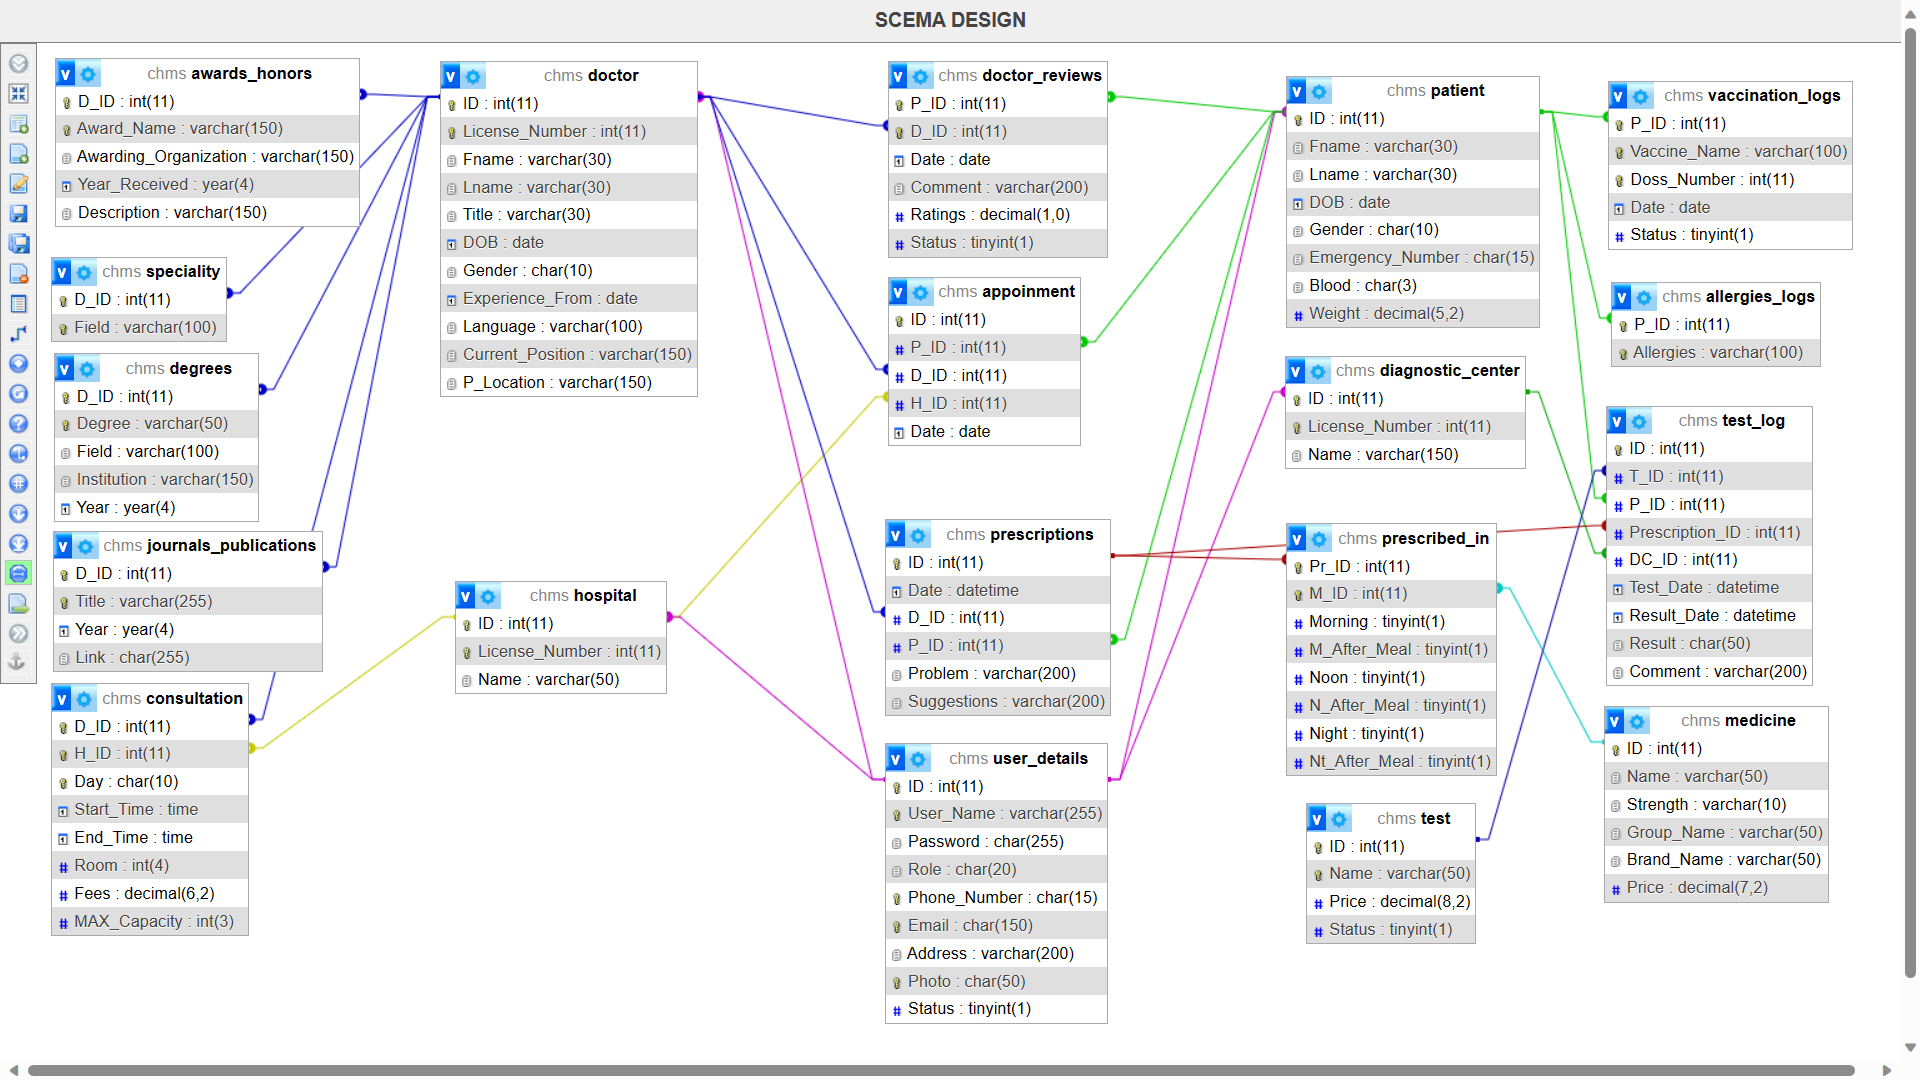 SCEMA DESIGN
chms awards_honors
D_ID : int(11)
Award_Name : varchar(150)
Awarding_Organization : varchar(150)
Year_Received : year(4)
Description : varchar(150)
chms speciality
D_ID : int(11)
Field : varchar(100)
chms degrees
D_ID : int(11)
Degree : varchar(50)
Field : varchar(100)
Institution : varchar(150)
Year : year(4)
chms journals_publications
D_ID : int(11)
Title : varchar(255)
Year : year(4)
Link : char(255)
chms consultation
D_ID : int(11)
H_ID : int(11)
Day : char(10)
Start_Time : time
End_Time : time
Room : int(4)
Fees : decimal(6,2)
MAX_Capacity : int(3)
chms doctor
ID : int(11)
License_Number : int(11)
Fname : varchar(30)
Lname : varchar(30)
Title : varchar(30)
DOB : date
Gender : char(10)
Experience_From : date
Language : varchar(100)
Current_Position : varchar(150)
P_Location : varchar(150)
chms hospital
ID : int(11)
License_Number : int(11)
Name : varchar(50)
chms doctor_reviews
P_ID : int(11)
D_ID : int(11)
Date : date
Comment : varchar(200)
Ratings : decimal(1,0)
Status : tinyint(1)
chms appoinment
ID : int(11)
P_ID : int(11)
D_ID : int(11)
H_ID : int(11)
Date : date
chms prescriptions
ID : int(11)
Date : datetime
D_ID : int(11)
P_ID : int(11)
Problem : varchar(200)
Suggestions : varchar(200)
chms user_details
ID : int(11)
User_Name : varchar(255)
Password : char(255)
Role : char(20)
Phone_Number : char(15)
Email : char(150)
Address : varchar(200)
Photo : char(50)
Status : tinyint(1)
chms patient
ID : int(11)
Fname : varchar(30)
Lname : varchar(30)
DOB : date
Gender : char(10)
Emergency_Number : char(15)
Blood : char(3)
Weight : decimal(5,2)
chms diagnostic_center
ID : int(11)
License_Number : int(11)
Name : varchar(150)
chms prescribed_in
Pr_ID : int(11)
M_ID : int(11)
Morning : tinyint(1)
M_After_Meal : tinyint(1)
Noon : tinyint(1)
N_After_Meal : tinyint(1)
Night : tinyint(1)
Nt_After_Meal : tinyint(1)
chms test
ID : int(11)
Name : varchar(50)
Price : decimal(8,2)
Status : tinyint(1)
chms vaccination_logs
P_ID : int(11)
Vaccine_Name : varchar(100)
Doss_Number : int(11)
Date : date
Status : tinyint(1)
chms allergies_logs
P_ID : int(11)
Allergies : varchar(100)
chms test_log
ID : int(11)
T_ID : int(11)
P_ID : int(11)
Prescription_ID : int(11)
DC_ID : int(11)
Test_Date : datetime
Result_Date : datetime
Result : char(50)
Comment : varchar(200)
chms medicine
ID : int(11)
Name : varchar(50)
Strength : varchar(10)
Group_Name : varchar(50)
Brand_Name : varchar(50)
Price : decimal(7,2)